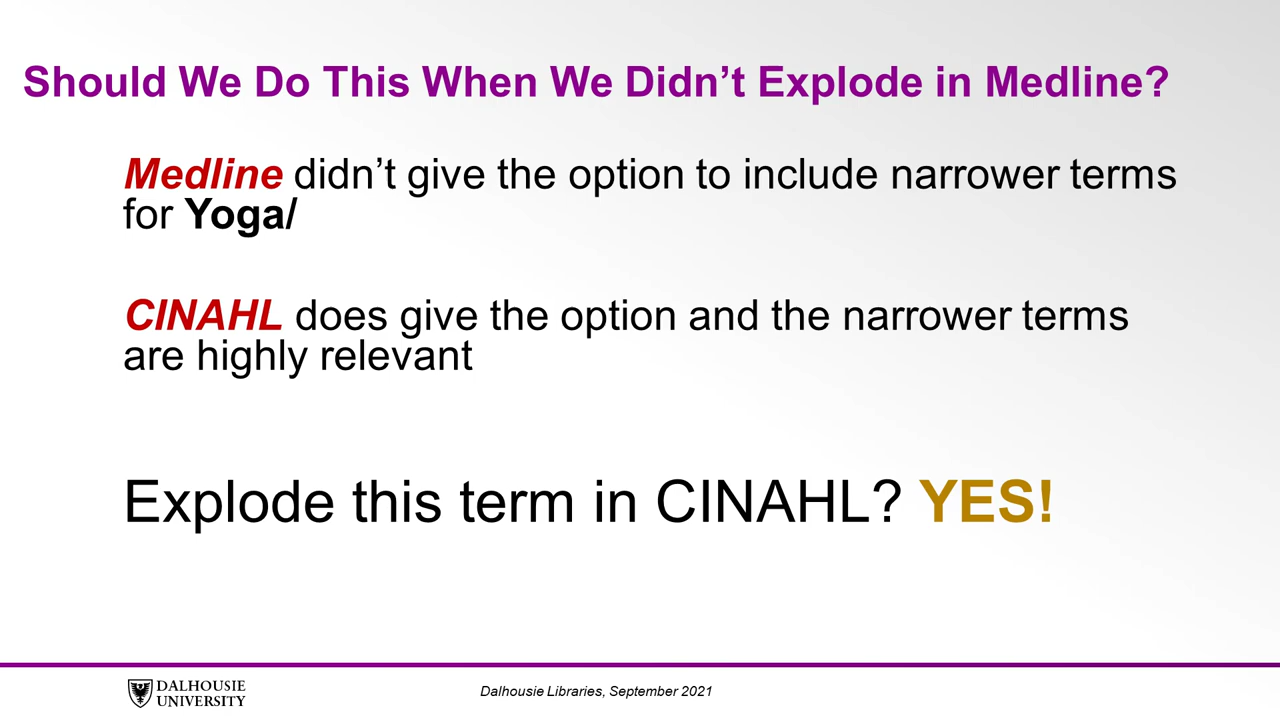 Should We Do This When We Didn’t Explode in Medline?
Medline didn’t give the option to include narrower terms
for Yoga/
CINAHL does give the option and the narrower terms
are highly relevant
Explode this term in CINAHL? YES!
DALHOUSIE
UNIVERSITY
Dalhousie Libraries, September 2021